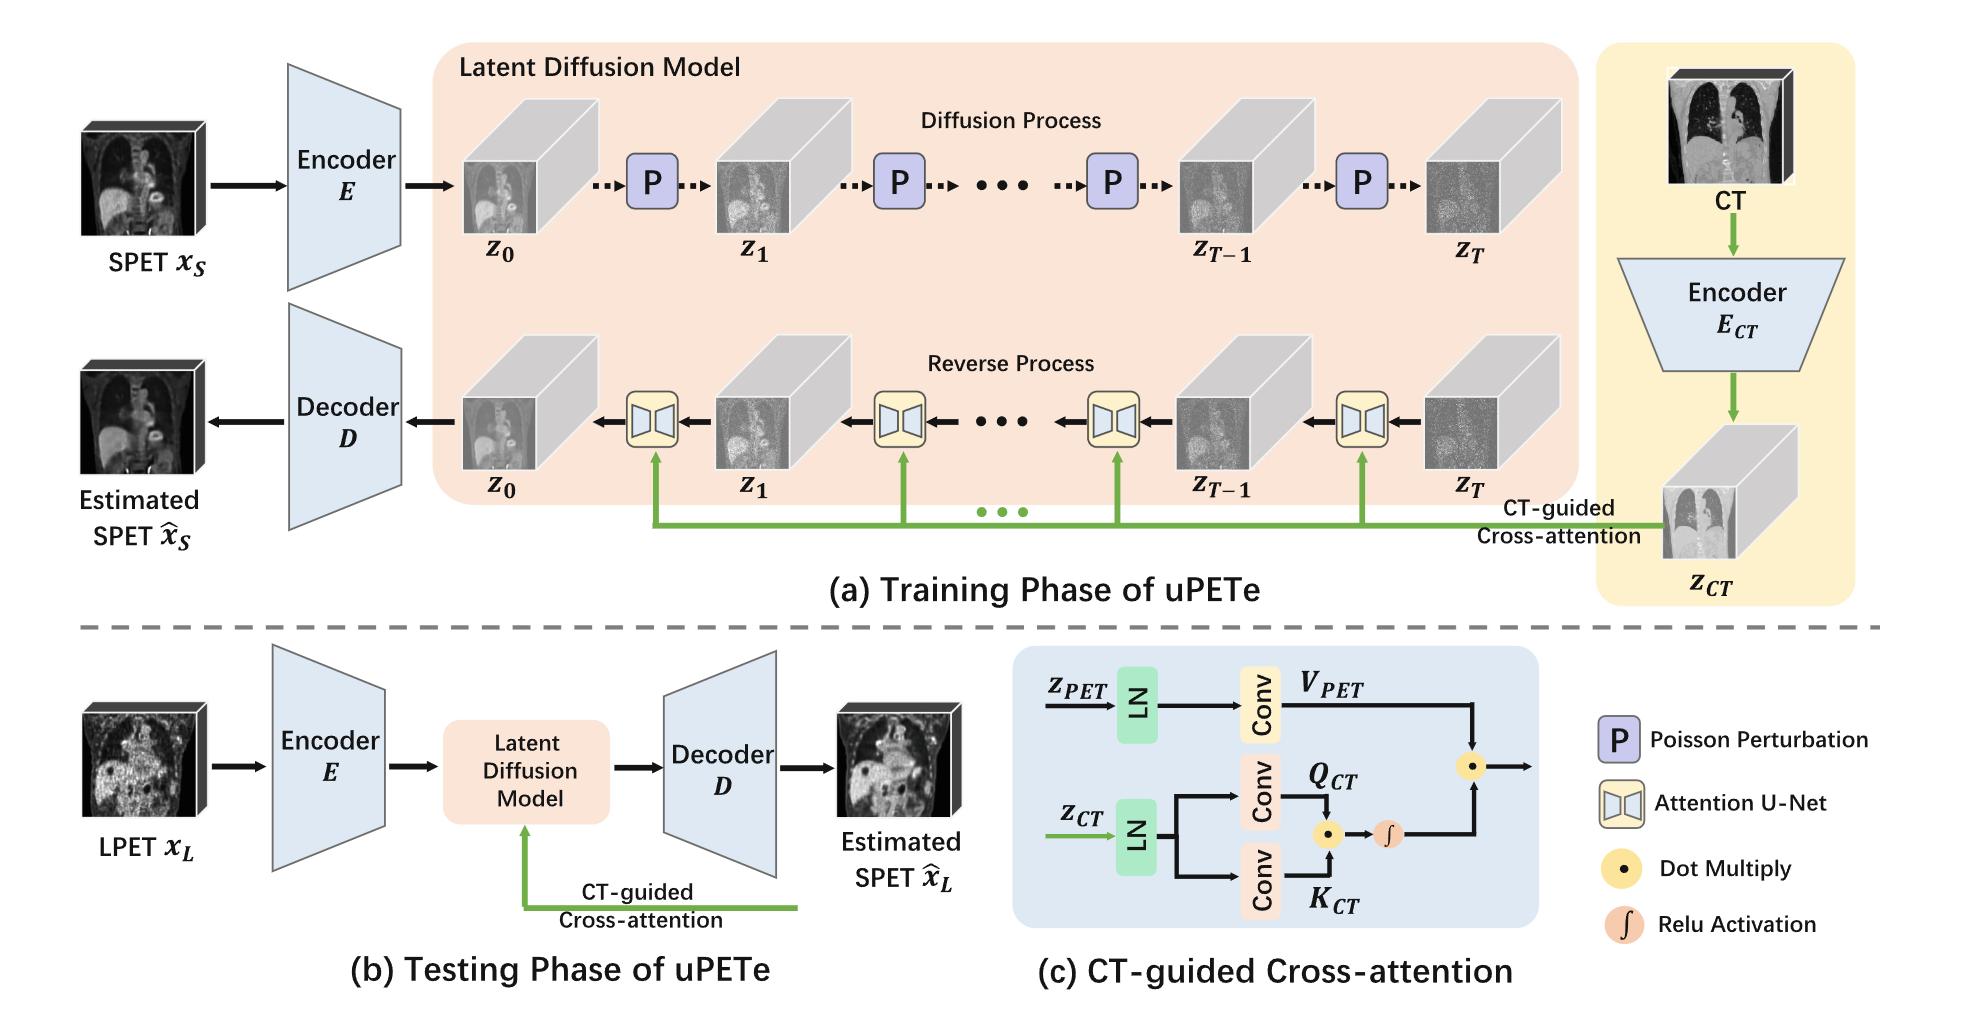 Latent Diffusion Model
Diffusion Process
Encoder
E
P
P
P
P
SPET x_S
z_0
z_1
z_{T-1}
z_T
CT
Encoder
E_{CT}
Reverse Process
Decoder
D
Estimated
SPET x̂_S
z_0
z_1
z_{T-1}
z_T
CT-guided
Cross-attention
z_{CT}
(a) Training Phase of uPETe
Encoder
E
Latent
Diffusion
Model
Decoder
D
LPET x_L
Estimated
SPET x̂_L
CT-guided
Cross-attention
(b) Testing Phase of uPETe
z_{PET}
LN
Conv
V_{PET}
z_{CT}
LN
Conv
Q_{CT}
Conv
K_{CT}
∫
(c) CT-guided Cross-attention
P Poisson Perturbation
Attention U-Net
Dot Multiply
∫ Relu Activation